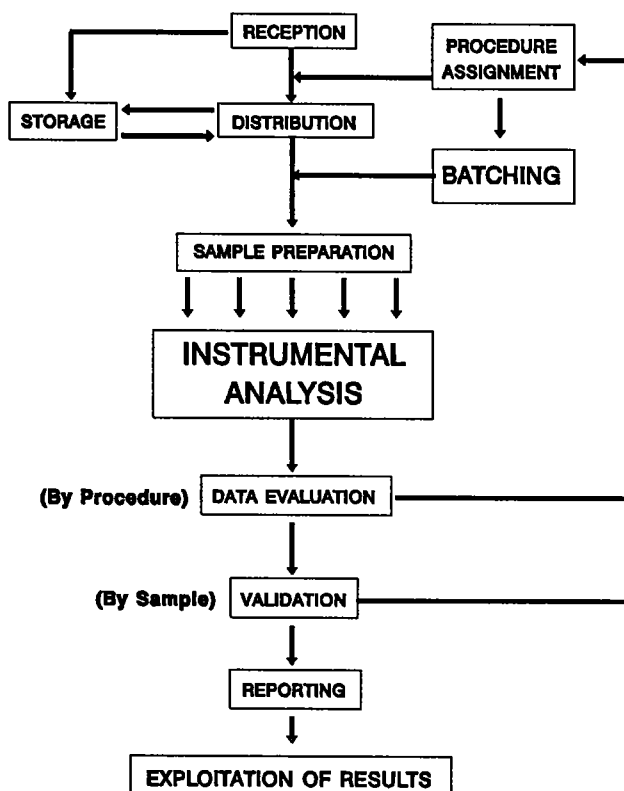 RECEPTION
PROCEDURE
ASSIGNMENT
STORAGE
DISTRIBUTION
BATCHING
SAMPLE PREPARATION
INSTRUMENTAL
ANALYSIS
(By Procedure)
DATA EVALUATION
(By Sample)
VALIDATION
REPORTING
EXPLOITATION OF RESULTS